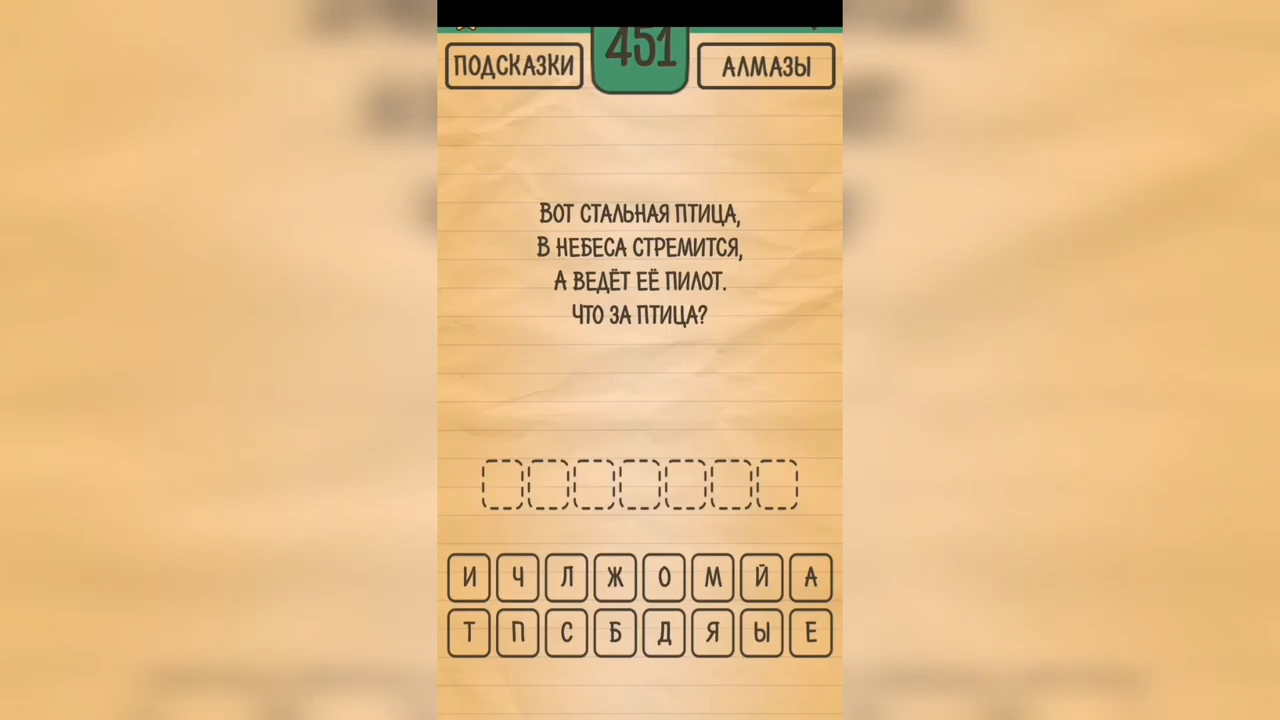 ПОДСКАЗКИ
451
АЛМАЗЫ
ВОТ СТАЛЬНАЯ ПТИЦА,
В НЕБЕСА СТРЕМИТСЯ,
А ВЕДЁТ ЕЁ ПИЛОТ.
ЧТО ЗА ПТИЦА?
И Ч Л Ж О М Й А
Т П С Б Д Я Ы Е